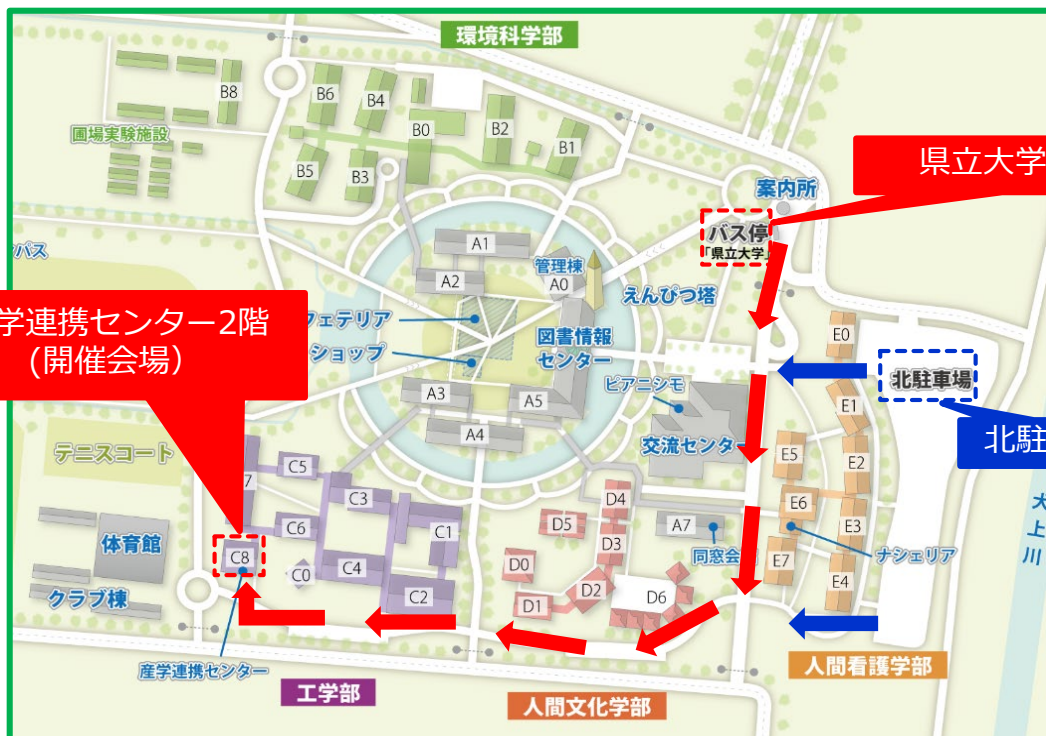 環境科学部
B8
B6
B4
B0
B2
B1
圃場実験施設
B5
B3
県立大学
案内所
バス停
「県立大学」
パス
A1
A2
管理棟
A0
えんぴつ塔
学連携センター2階
(開催会場）
フェテリア
ショップ
図書情報
センター
E0
北駐車場
ピアニシモ
A3
A5
A4
E1
北駐
交流センター
テニスコート
C5
7
C3
E5
E2
E6
D4
C6
C1
D5
A7
E3
体育館
C8
C4
D3
同窓会
ナシェリア
大
上
川
C0
D0
E7
E4
クラブ棟
C2
D2
D6
D1
産学連携センター
工学部
人間文化学部
人間看護学部